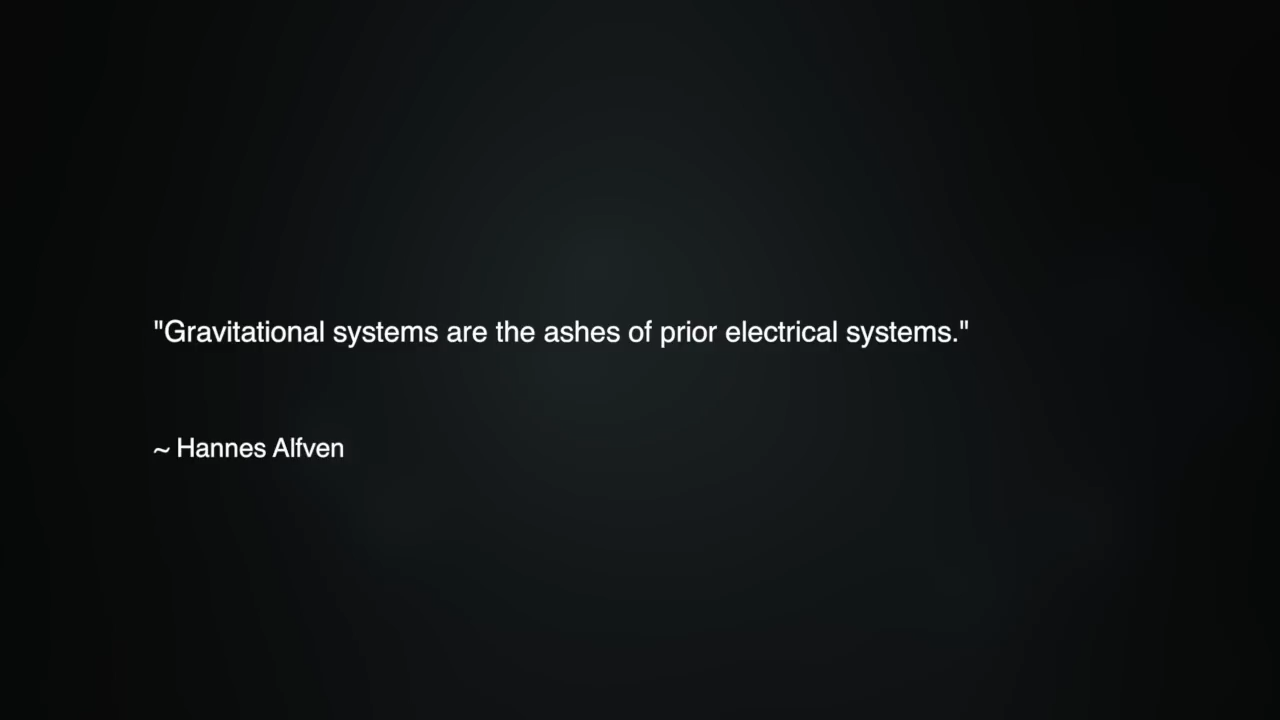 "Gravitational systems are the ashes of prior electrical systems."
~ Hannes Alfven